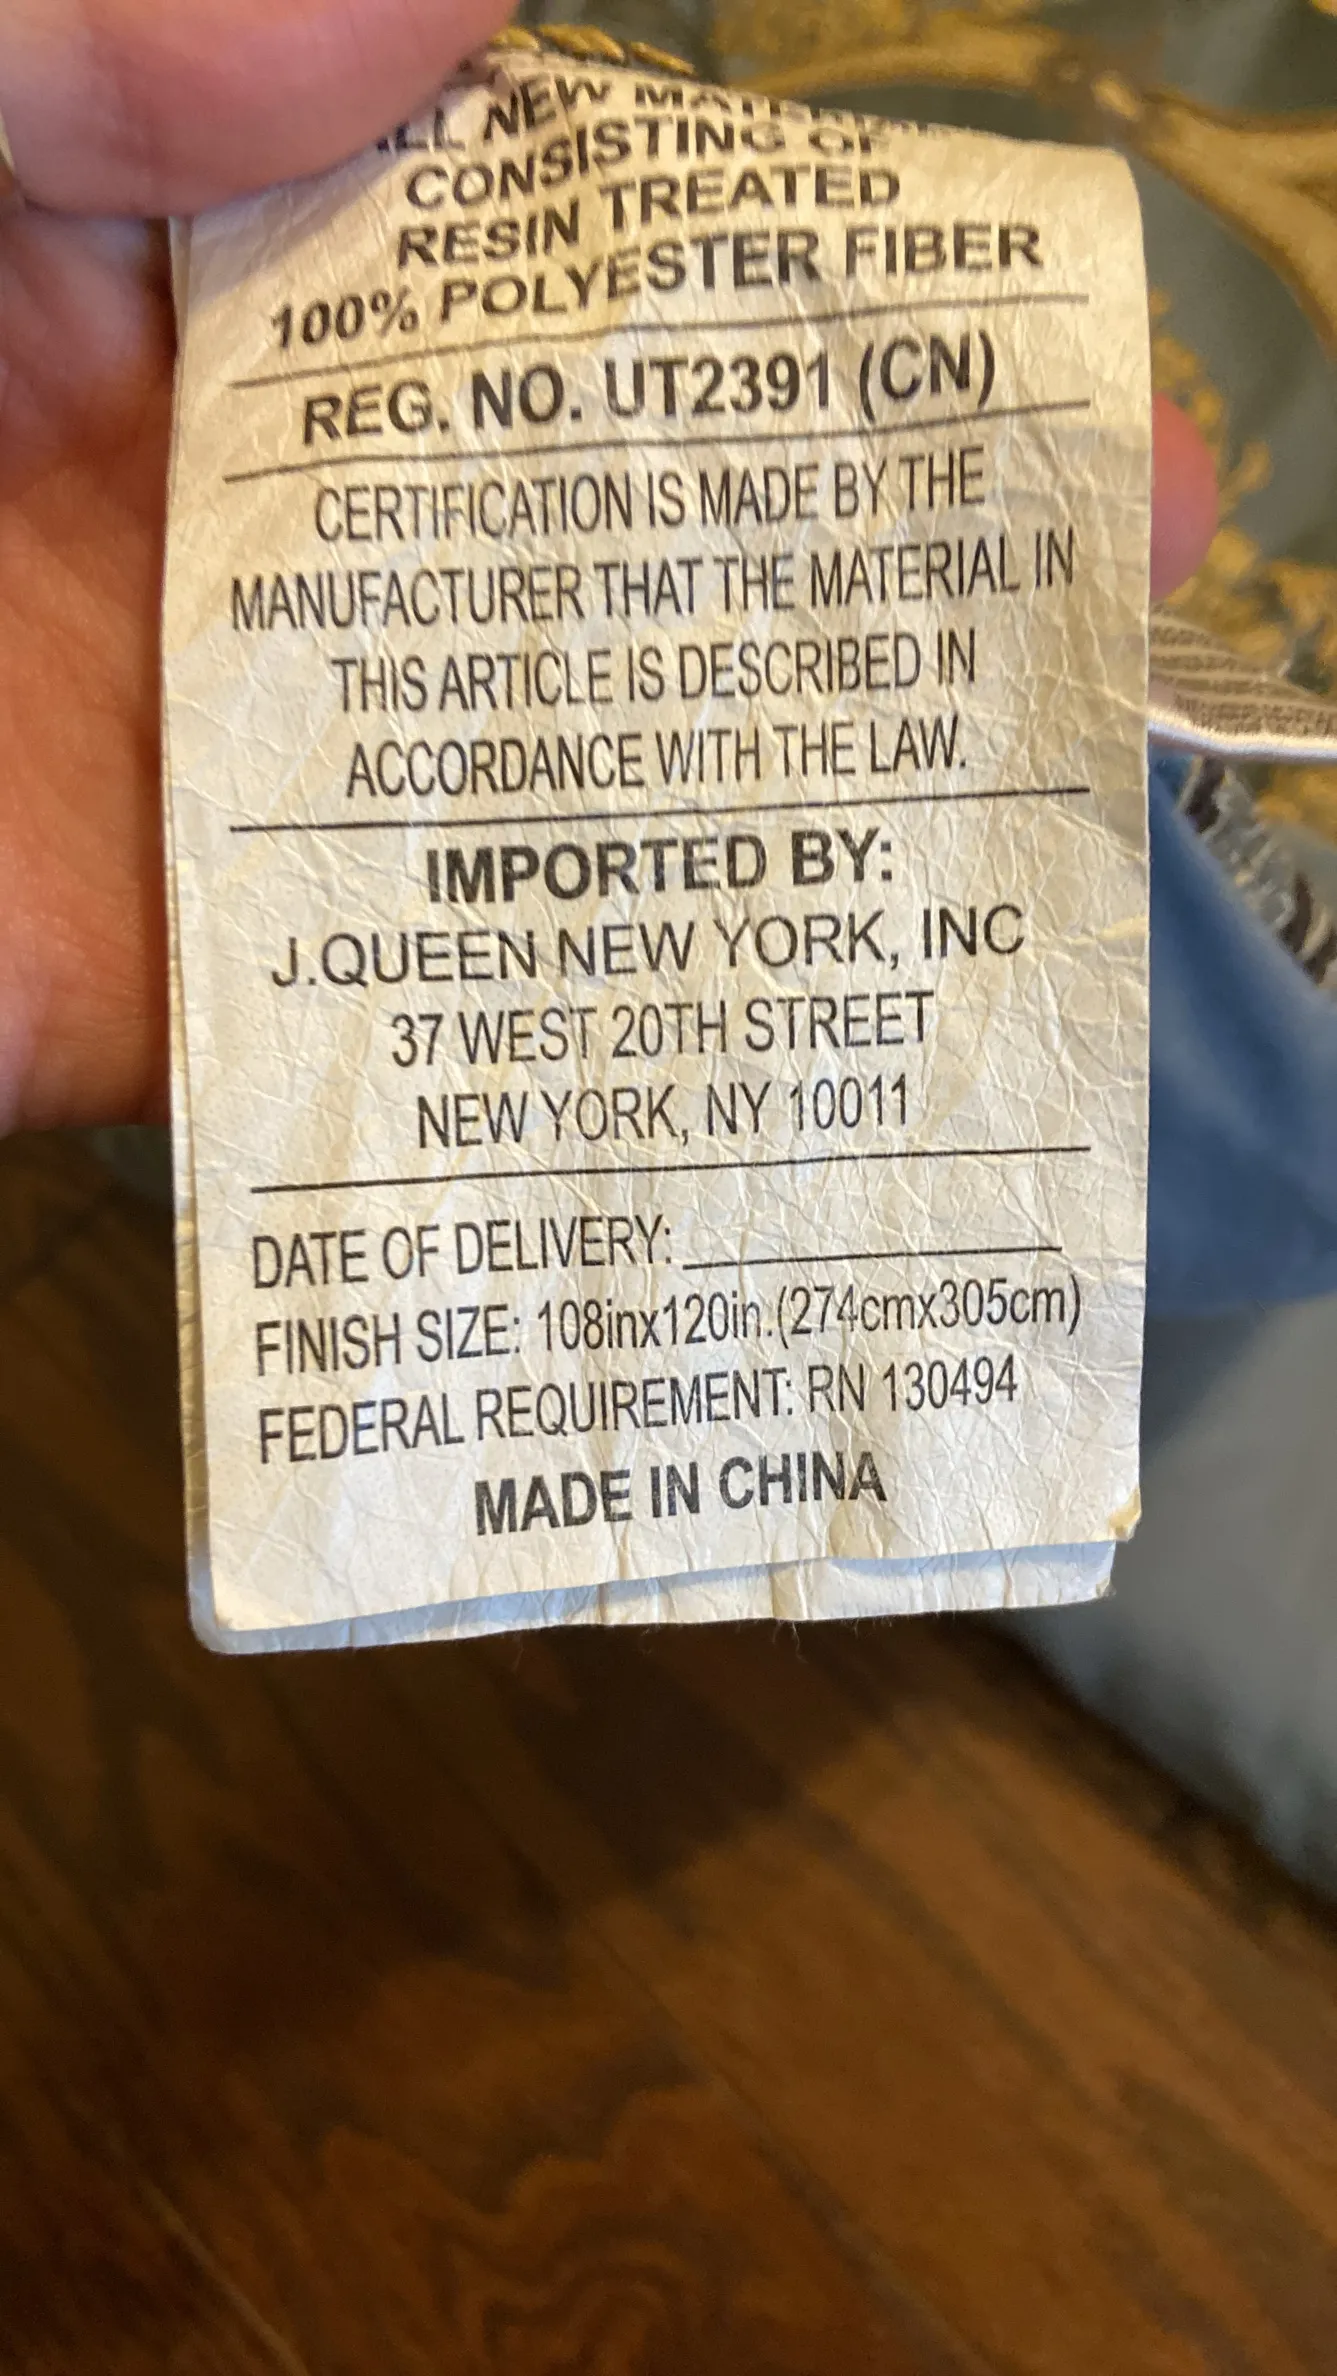 ALL NEW MATERIAL
CONSISTING OF
RESIN TREATED
100% POLYESTER FIBER
REG. NO. UT2391 (CN)
CERTIFICATION IS MADE BY THE
MANUFACTURER THAT THE MATERIAL IN
THIS ARTICLE IS DESCRIBED IN
ACCORDANCE WITH THE LAW.
IMPORTED BY:
J.QUEEN NEW YORK, INC
37 WEST 20TH STREET
NEW YORK, NY 10011
DATE OF DELIVERY:
FINISH SIZE: 108inx120in.(274cmx305cm)
FEDERAL REQUIREMENT: RN 130494
MADE IN CHINA